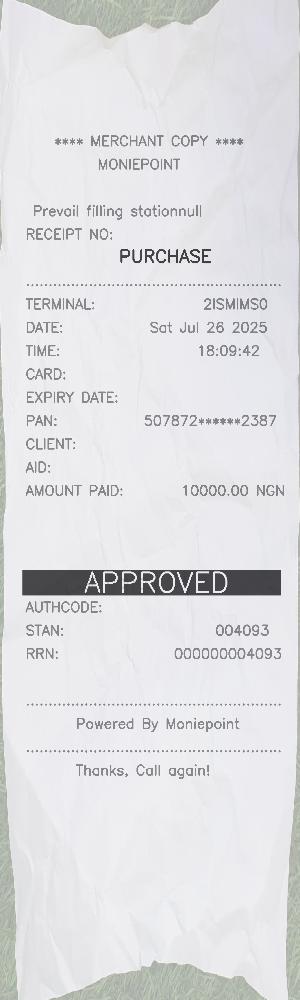 **** MERCHANT COPY ****
MONIEPOINT
Prevail filling stationnull
RECEIPT NO:
PURCHASE
TERMINAL: 2ISMIMS0
DATE: Sat Jul 26 2025
TIME: 18:09:42
CARD:
EXPIRY DATE:
PAN: 507872******2387
CLIENT:
AID:
AMOUNT PAID: 10000.00 NGN
APPROVED
AUTHCODE:
STAN: 004093
RRN: 000000004093
Powered By Moniepoint
Thanks, Call again!